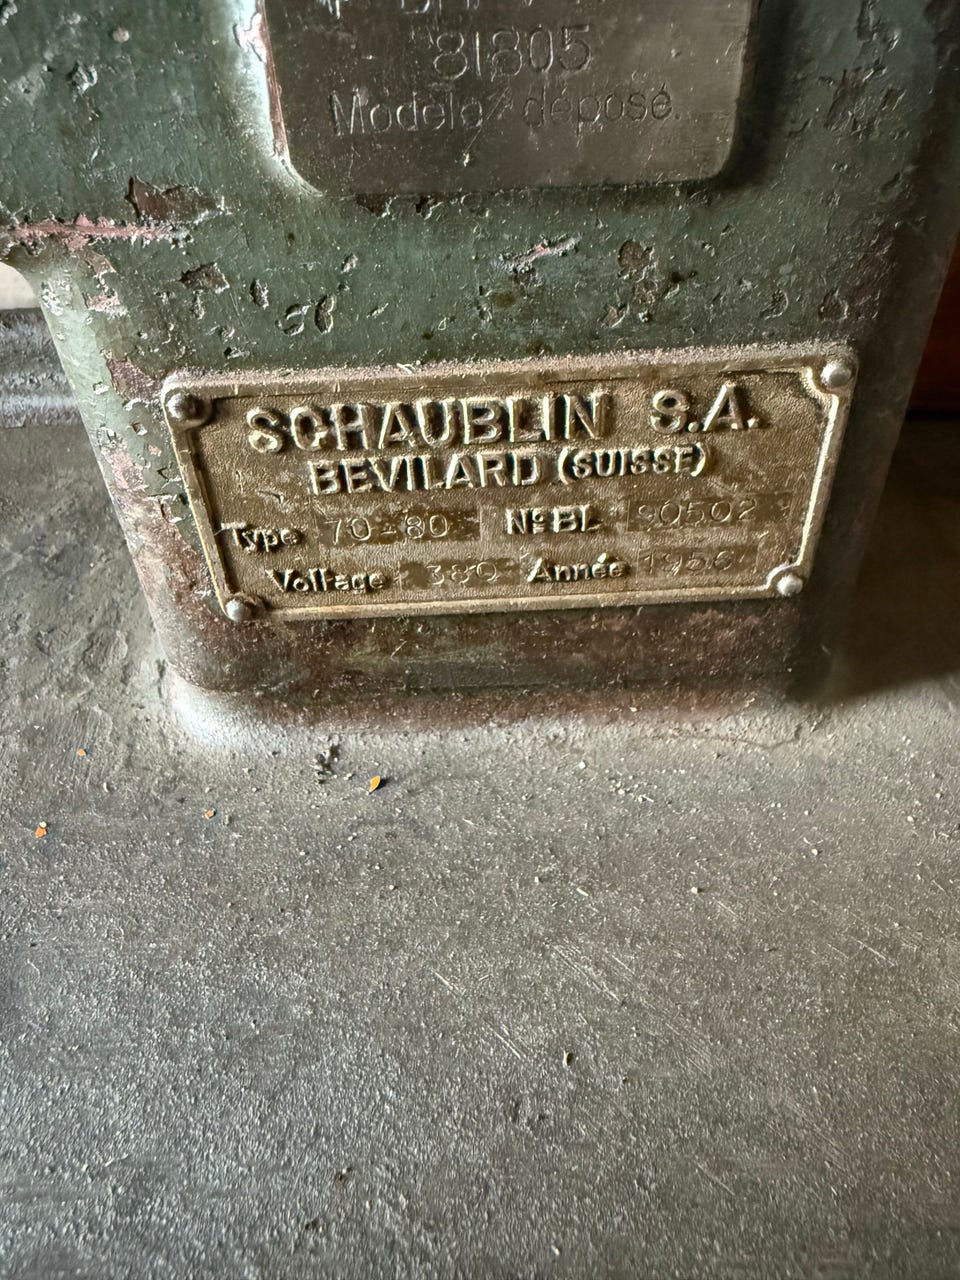 81805
Modèle déposé.
SCHAUBLIN S.A.
BEVILARD (SUISSE)
Type 70-80 Nº BL 90502
Voltage 380 Année 1956